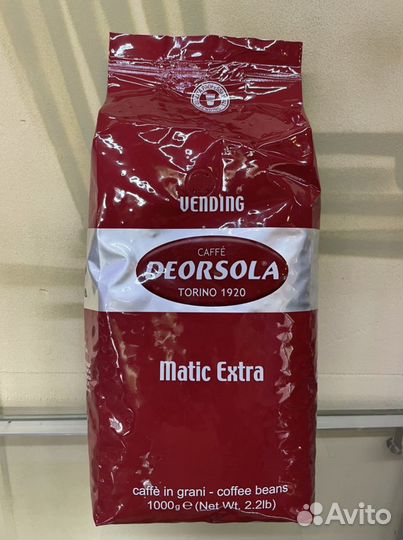 VENDING
CAFFÈ
DEORSOLA®
TORINO 1920
Matic Extra
caffè in grani - coffee beans
1000g ℮ (Net Wt. 2.2lb)
Avito